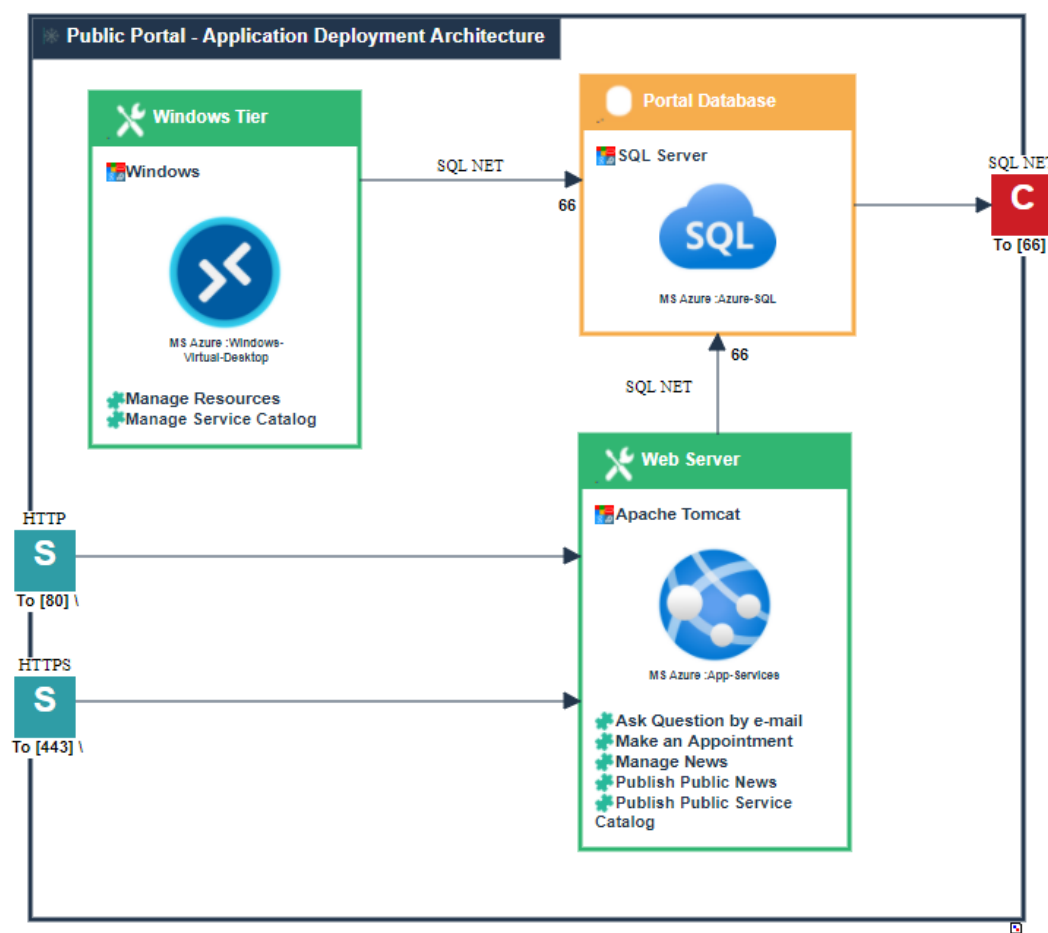 Public Portal - Application Deployment Architecture
Windows Tier
Windows
MS Azure :Windows-
Virtual-Desktop
Manage Resources
Manage Service Catalog
SQL NET
66
Portal Database
SQL Server
SQL
MS Azure :Azure-SQL
SQL NET
C
To [66]
66
SQL NET
Web Server
Apache Tomcat
MS Azure :App-Services
Ask Question by e-mail
Make an Appointment
Manage News
Publish Public News
Publish Public Service
Catalog
HTTP
S
To [80] \
HTTPS
S
To [443] \